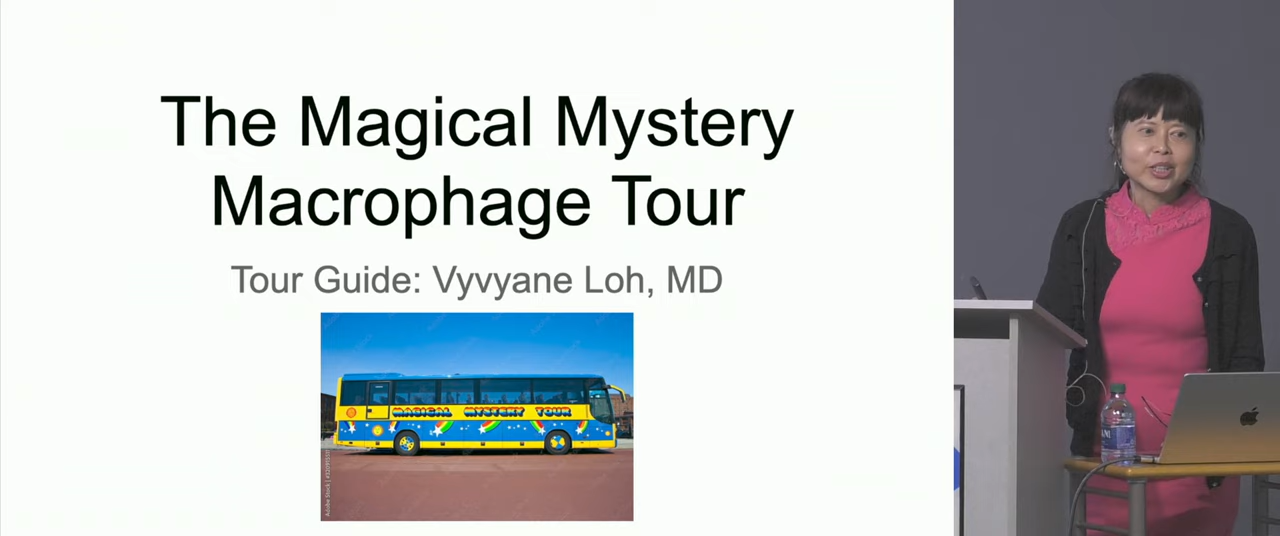 The Magical Mystery
Macrophage Tour
Tour Guide: Vyvyane Loh, MD
MAGICAL MYSTERY TOUR